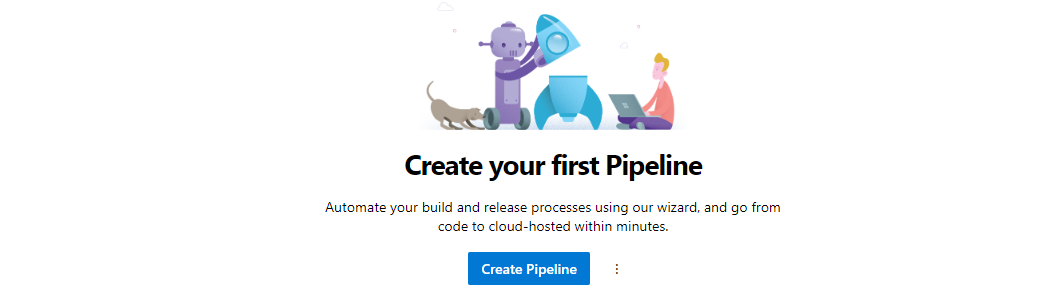 Create your first Pipeline
Automate your build and release processes using our wizard, and go from
code to cloud-hosted within minutes.
Create Pipeline